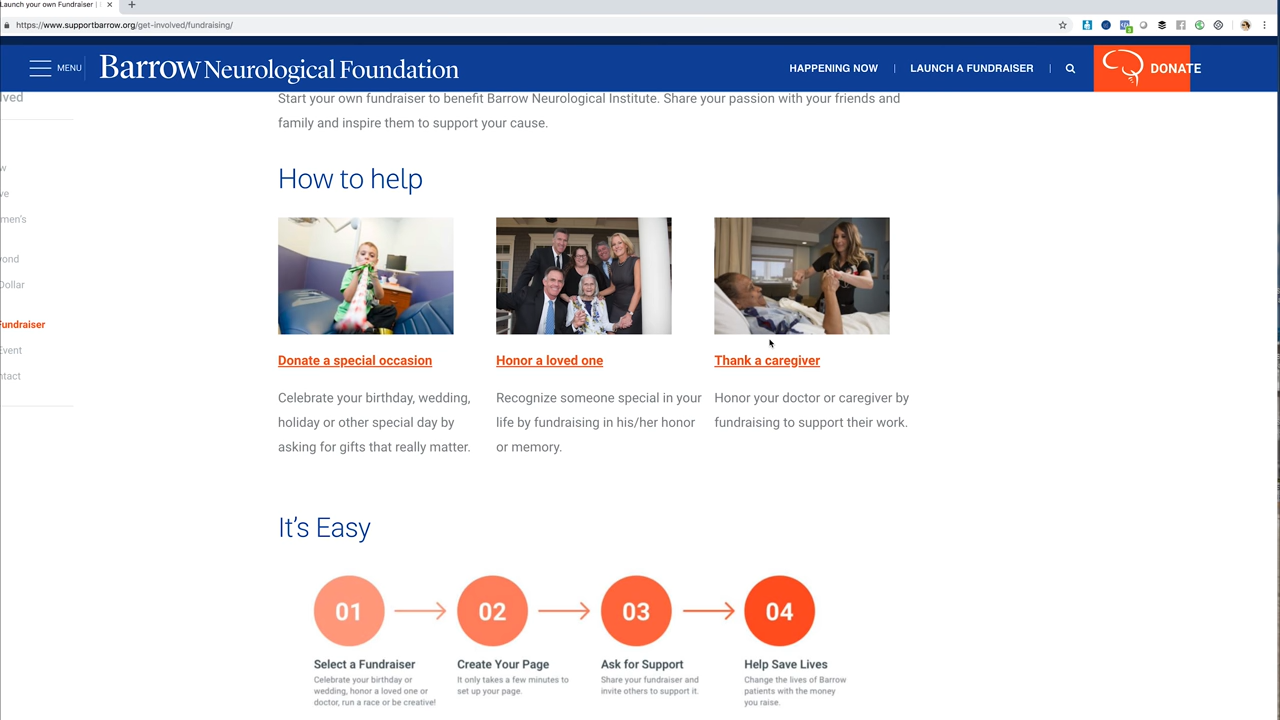 Launch your own Fundraiser |
https://www.supportbarrow.org/get-involved/fundraising/
MENU
Barrow Neurological Foundation
HAPPENING NOW
LAUNCH A FUNDRAISER
DONATE
Start your own fundraiser to benefit Barrow Neurological Institute. Share your passion with your friends and
family and inspire them to support your cause.
Dollar
Fundraiser
Event
How to help
Donate a special occasion
Celebrate your birthday, wedding,
holiday or other special day by
asking for gifts that really matter.
Honor a loved one
Recognize someone special in your
life by fundraising in his/her honor
or memory.
Thank a caregiver
Honor your doctor or caregiver by
fundraising to support their work.
It's Easy
01
02
03
04
Select a Fundraiser
Celebrate your birthday or
wedding, honor a loved one or
doctor, run a race or be creative!
Create Your Page
It only takes a few minutes to
set up your page.
Ask for Support
Share your fundraiser and
invite others to support it.
Help Save Lives
Change the lives of Barrow
patients with the money
you raise.